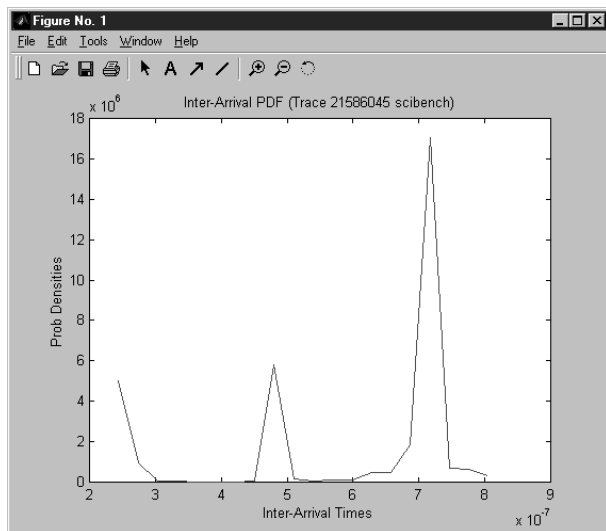 Figure No. 1
File Edit Tools Window Help
A
x 10^6
Inter-Arrival PDF (Trace 21586045 scibench)
18
16
14
12
10
8
6
4
2
0
Prob Densities
2 3 4 5 6 7 8 9
Inter-Arrival Times
x 10^-7